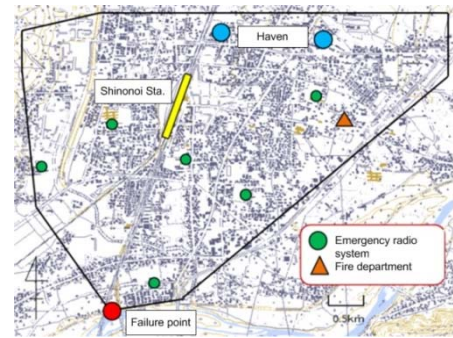 Haven
Shinonoi Sta.
Emergency radio
system
Fire department
0.5km
Failure point